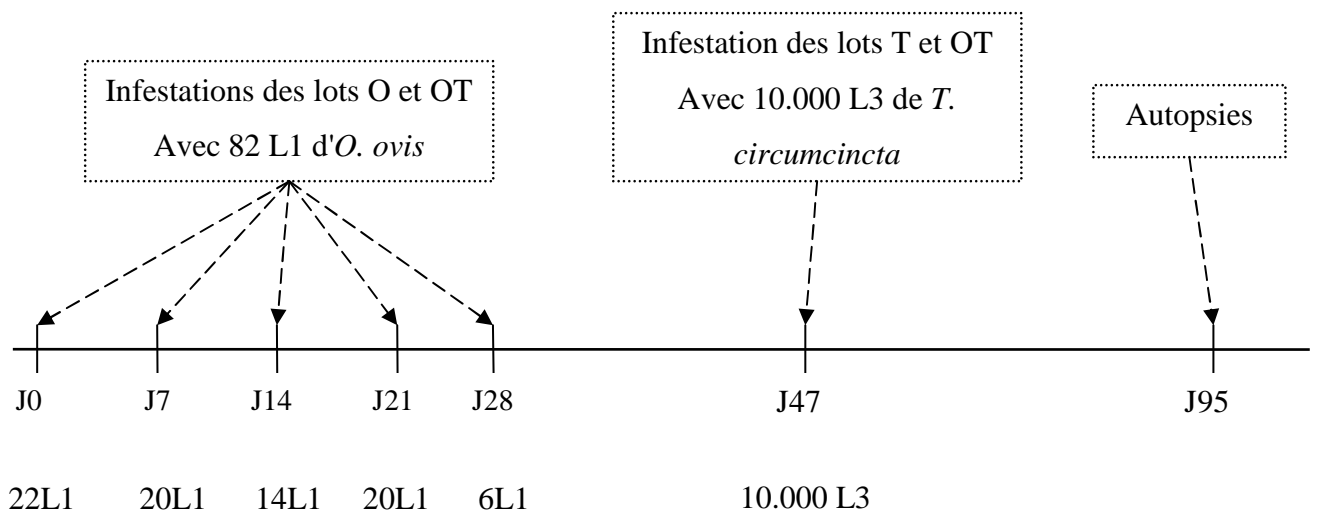 Infestations des lots O et OT
Avec 82 L1 d'O. ovis
Infestation des lots T et OT
Avec 10.000 L3 de T.
circumcincta
Autopsies
J0 J7 J14 J21 J28 J47 J95
22L1 20L1 14L1 20L1 6L1 10.000 L3